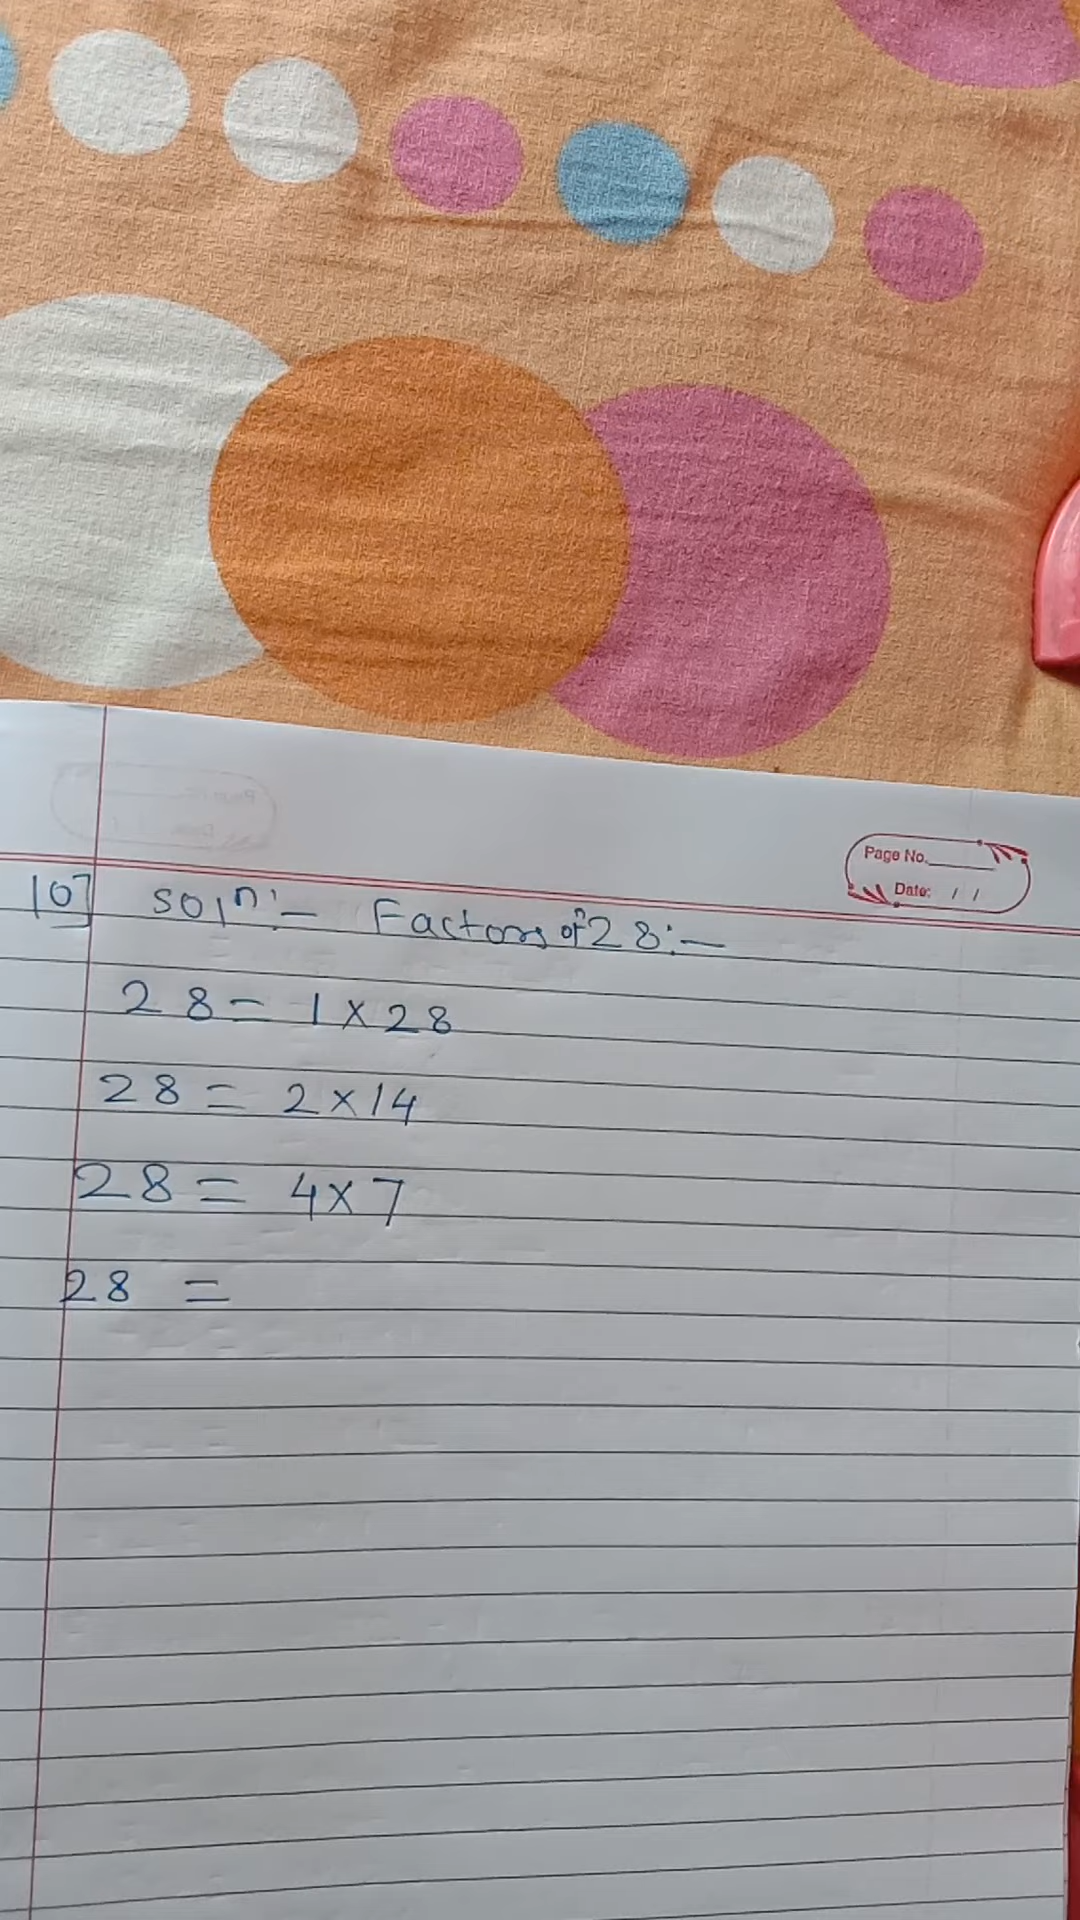 Page No.
Date: / /
10] Soln:- Factors of 28:-
28 = 1 x 28
28 = 2 x 14
28 = 4 x 7
28 =